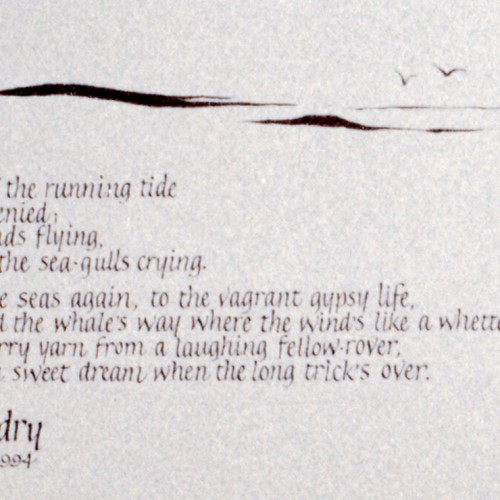 the running tide
enied;
ds flying,
the sea-gulls crying.
e seas again, to the vagrant gypsy life,
d the whale's way where the wind's like a whette
rry yarn from a laughing fellow-rover,
sweet dream when the long trick's over.
dry
994